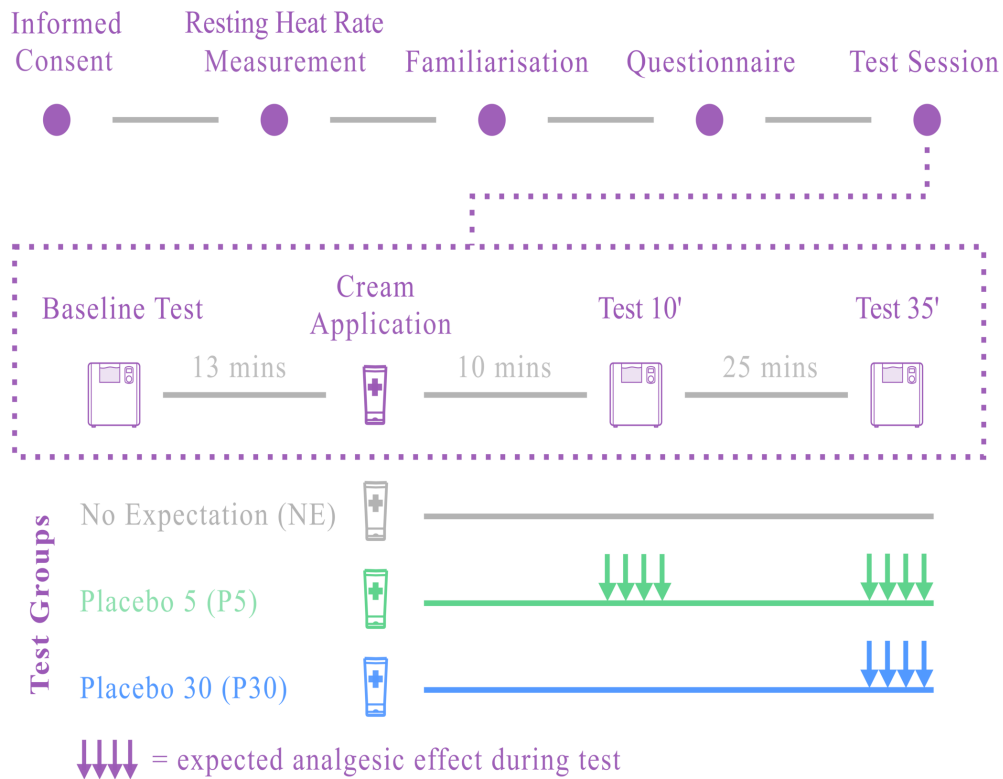 Informed
Consent
Resting Heat Rate
Measurement
Familiarisation
Questionnaire
Test Session
Baseline Test
Cream
Application
Test 10'
Test 35'
13 mins
10 mins
25 mins
Test Groups
No Expectation (NE)
Placebo 5 (P5)
Placebo 30 (P30)
= expected analgesic effect during test